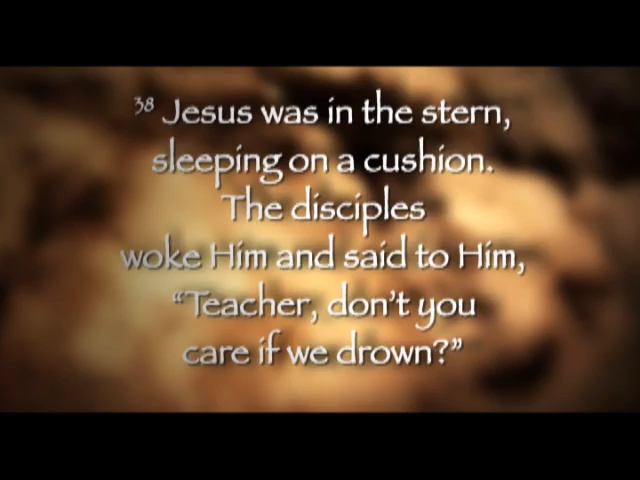 ³⁸ Jesus was in the stern,
sleeping on a cushion.
The disciples
woke Him and said to Him,
“Teacher, don’t you
care if we drown?”